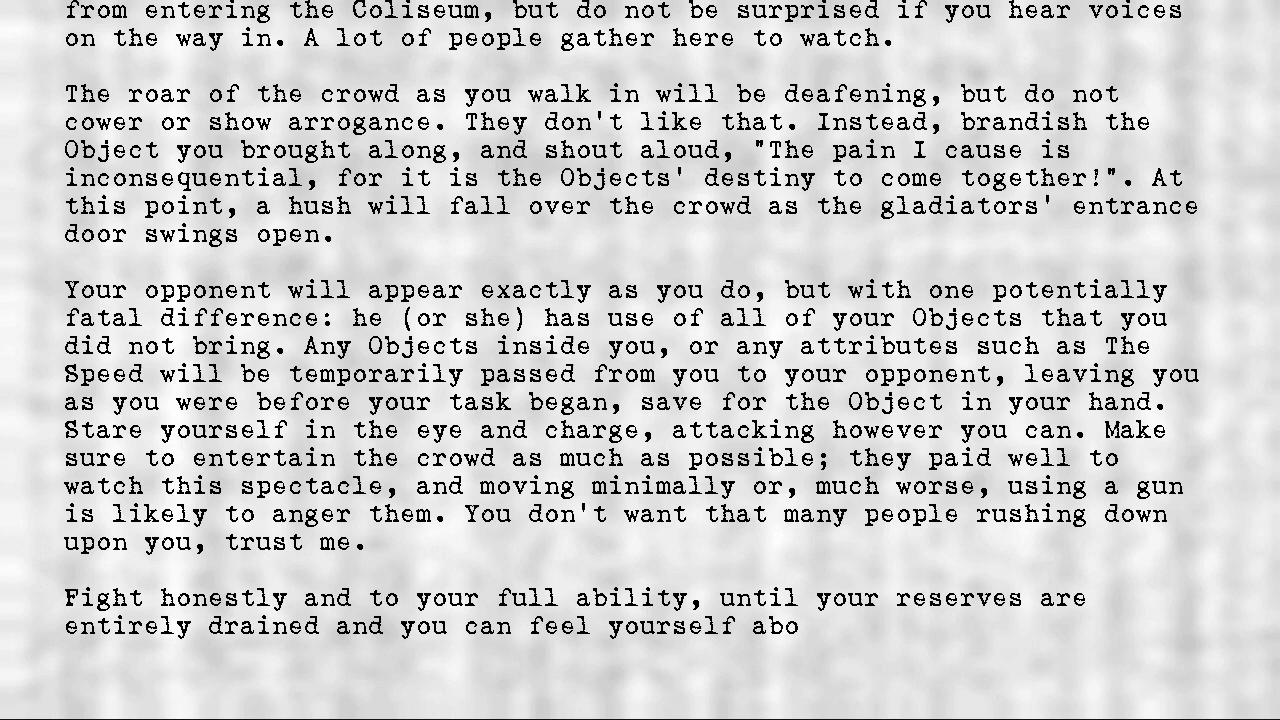 from entering the Coliseum, but do not be surprised if you hear voices
on the way in. A lot of people gather here to watch.
The roar of the crowd as you walk in will be deafening, but do not
cower or show arrogance. They don't like that. Instead, brandish the
Object you brought along, and shout aloud, "The pain I cause is
inconsequential, for it is the Objects' destiny to come together!". At
this point, a hush will fall over the crowd as the gladiators' entrance
door swings open.
Your opponent will appear exactly as you do, but with one potentially
fatal difference: he (or she) has use of all of your Objects that you
did not bring. Any Objects inside you, or any attributes such as The
Speed will be temporarily passed from you to your opponent, leaving you
as you were before your task began, save for the Object in your hand.
Stare yourself in the eye and charge, attacking however you can. Make
sure to entertain the crowd as much as possible; they paid well to
watch this spectacle, and moving minimally or, much worse, using a gun
is likely to anger them. You don't want that many people rushing down
upon you, trust me.
Fight honestly and to your full ability, until your reserves are
entirely drained and you can feel yourself abo